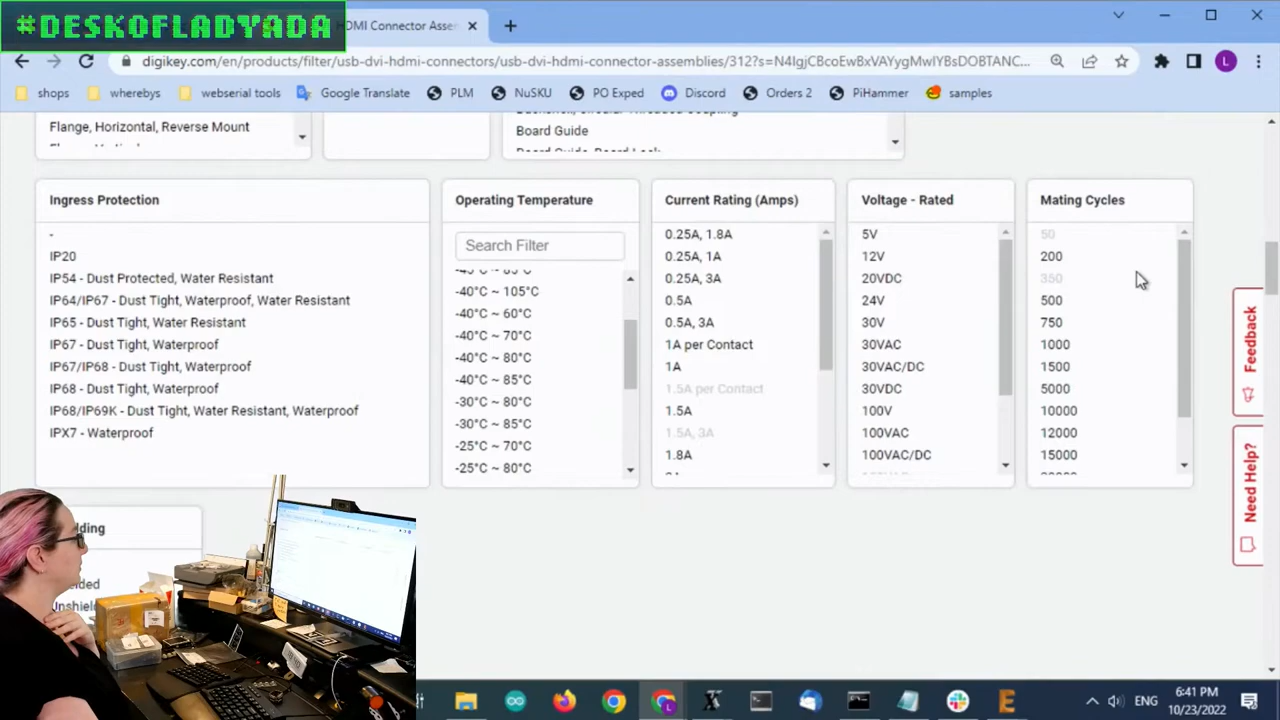 #DESKOFLADYADA
HDMI Connector Asse
digikey.com/en/products/filter/usb-dvi-hdmi-connectors/usb-dvi-hdmi-connector-assemblies/312?s=N4IgjCBcoEwBxVAYygMwIYBsDOBTANC...
shops
wherebys
webserial tools
Google Translate
PLM
NuSKU
PO Exped
Discord
Orders 2
PiHammer
samples
Flange, Horizontal, Reverse Mount
Board Guide
Ingress Protection
-
IP20
IP54 - Dust Protected, Water Resistant
IP64/IP67 - Dust Tight, Waterproof, Water Resistant
IP65 - Dust Tight, Water Resistant
IP67 - Dust Tight, Waterproof
IP67/IP68 - Dust Tight, Waterproof
IP68 - Dust Tight, Waterproof
IP68/IP69K - Dust Tight, Water Resistant, Waterproof
IPX7 - Waterproof
Operating Temperature
Search Filter
-40°C ~ 105°C
-40°C ~ 60°C
-40°C ~ 70°C
-40°C ~ 80°C
-40°C ~ 85°C
-30°C ~ 80°C
-30°C ~ 85°C
-25°C ~ 70°C
-25°C ~ 80°C
Current Rating (Amps)
0.25A, 1.8A
0.25A, 1A
0.25A, 3A
0.5A
0.5A, 3A
1A per Contact
1A
1.5A per Contact
1.5A
1.5A, 3A
1.8A
Voltage - Rated
5V
12V
20VDC
24V
30V
30VAC
30VAC/DC
30VDC
100V
100VAC
100VAC/DC
Mating Cycles
50
200
350
500
750
1000
1500
5000
10000
12000
15000
Feedback
Need Help?
lding
elded
Unshield
ENG
6:41 PM
10/23/2022